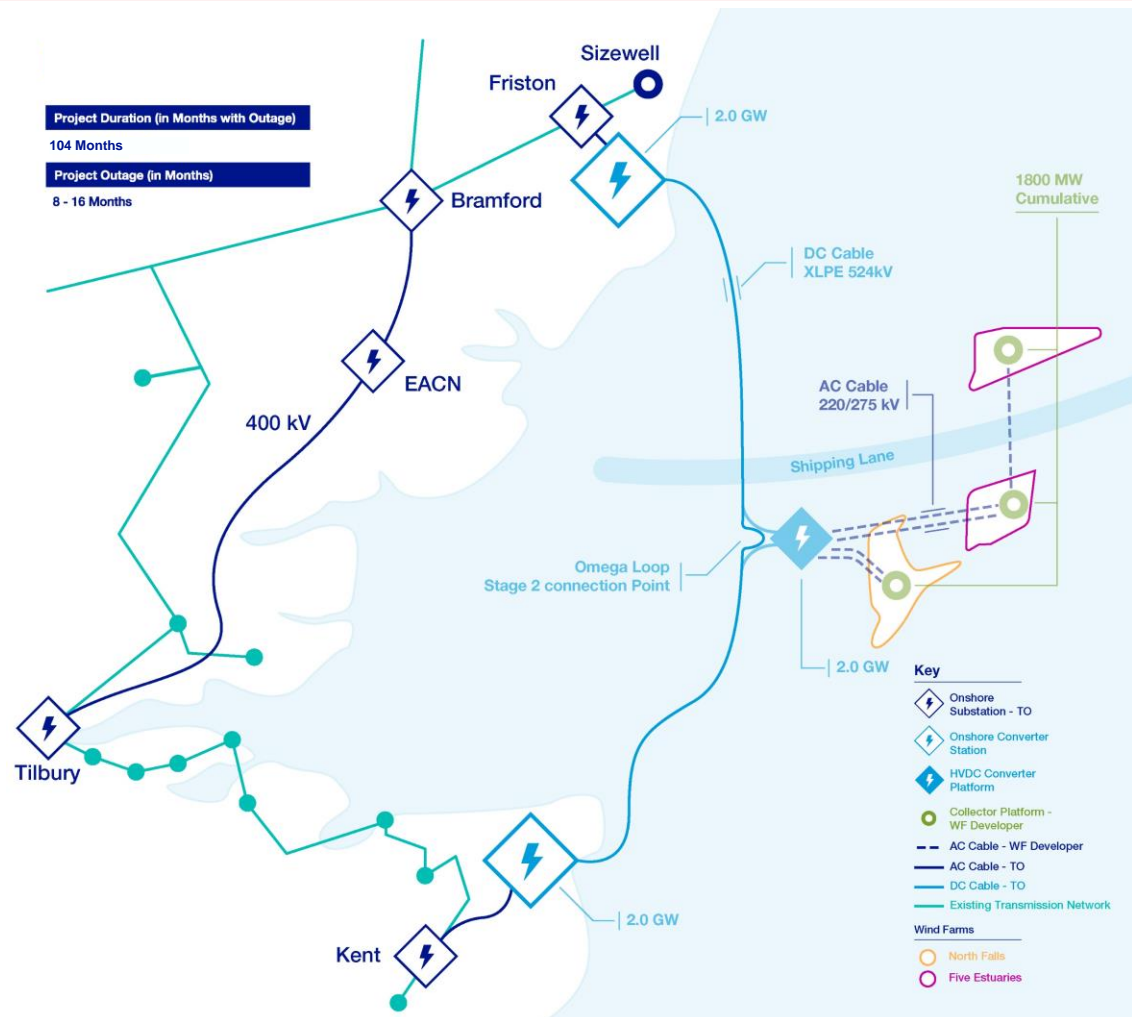 Sizewell
Friston
2.0 GW
Project Duration (in Months with Outage)
104 Months
Project Outage (in Months)
8 - 16 Months
Bramford
1800 MW
Cumulative
DC Cable
XLPE 524kV
EACN
AC Cable
220/275 kV
400 kV
Shipping Lane
Omega Loop
Stage 2 connection Point
2.0 GW
Tilbury
2.0 GW
Kent
Key
Onshore
Substation - TO
Onshore Converter
Station
HVDC Converter
Platform
Collector Platform -
WF Developer
AC Cable - WF Developer
AC Cable - TO
DC Cable - TO
Existing Transmission Network
Wind Farms
North Falls
Five Estuaries